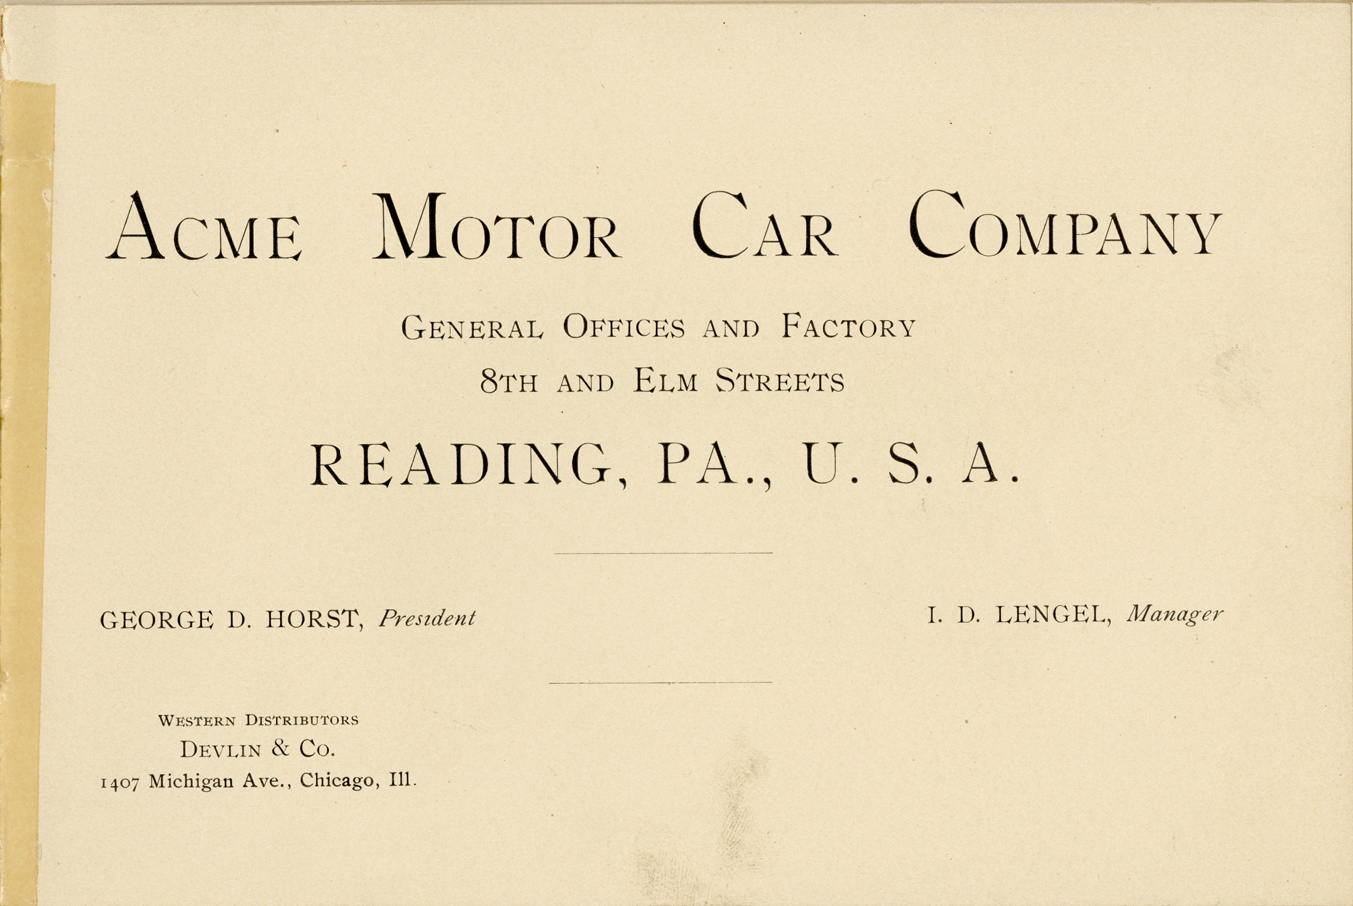 ACME MOTOR CAR COMPANY
GENERAL OFFICES AND FACTORY
8TH AND ELM STREETS
READING, PA., U. S. A.
GEORGE D. HORST, President
I. D. LENGEL, Manager
WESTERN DISTRIBUTORS
DEVLIN & CO.
1407 Michigan Ave., Chicago, Ill.